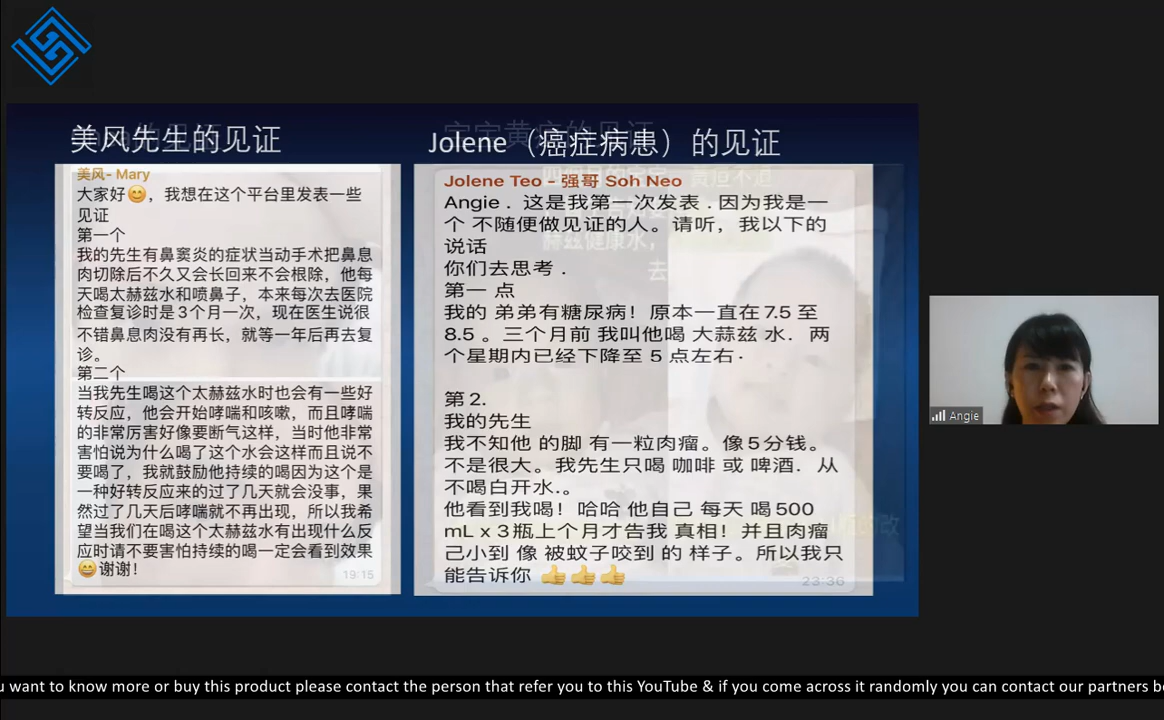 美风先生的见证
美风- Mary
大家好😊，我想在这个平台里发表一些
见证
第一个
我的先生有鼻窦炎的症状当动手术把鼻息
肉切除后不久又会长回来不会根除，他每
天喝太赫兹水和喷鼻子，本来每次去医院
检查复诊时是3个月一次，现在医生说很
不错鼻息肉没有再长，就等一年后再去复
诊。
第二个
当我先生喝这个太赫兹水时也会有一些好
转反应，他会开始哮喘和咳嗽，而且哮喘
的非常厉害好像要断气这样，当时他非常
害怕说为什么喝了这个水会这样而且说不
要喝了，我就鼓励他持续的喝因为这个是
一种好转反应来的过了几天就会没事，果
然过了几天后哮喘就不再出现，所以我希
望当我们在喝这个太赫兹水有出现什么反
应时请不要害怕持续的喝一定会看到效果
😄谢谢！
19:15
Jolene（癌症病患）的见证
Jolene Teo - 强哥 Soh Neo
Angie . 这是我第一次发表 . 因为我是一
个 不随便做见证的人。请听，我以下的
说话
你们去思考 .
第一 点
我的 弟弟有糖尿病！原本一直在 7.5 至
8.5 。三个月前 我叫他喝 大蒜兹 水. 两
个星期内已经下降至 5 点左右·
第 2.
我的先生
我不知他 的脚 有一粒肉瘤。像5分钱。
不是很大。我先生只喝 咖啡 或 啤酒. 从
不喝白开水.。
他看到我喝！哈哈 他自己 每天 喝500
mL x 3瓶上个月才告我 真相！并且肉瘤
己小到 像 被蚊子咬到 的 样子。所以我只
能告诉你 👍👍👍
23:36
Angie
u want to know more or buy this product please contact the person that refer you to this YouTube & if you come across it randomly you can contact our partners be